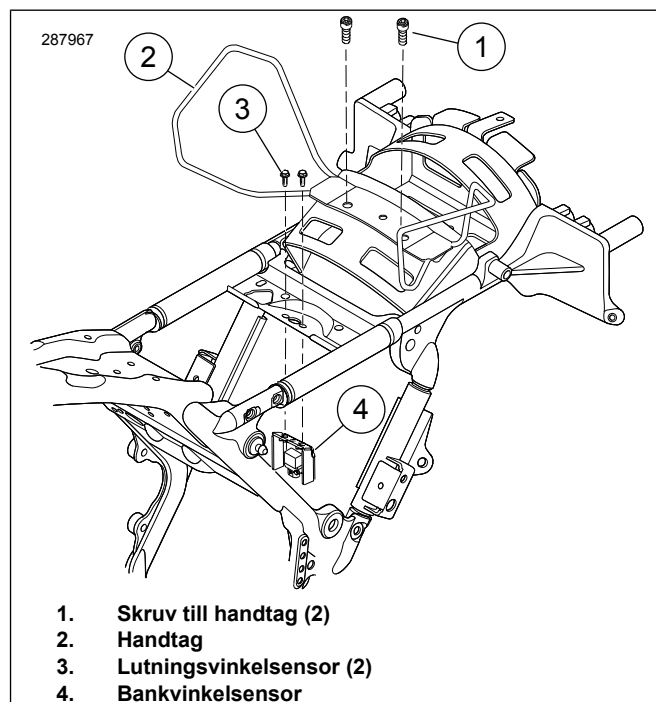 287967
1
2
3
4
1. Skruv till handtag (2)
2. Handtag
3. Lutningsvinkelsensor (2)
4. Bankvinkelsensor